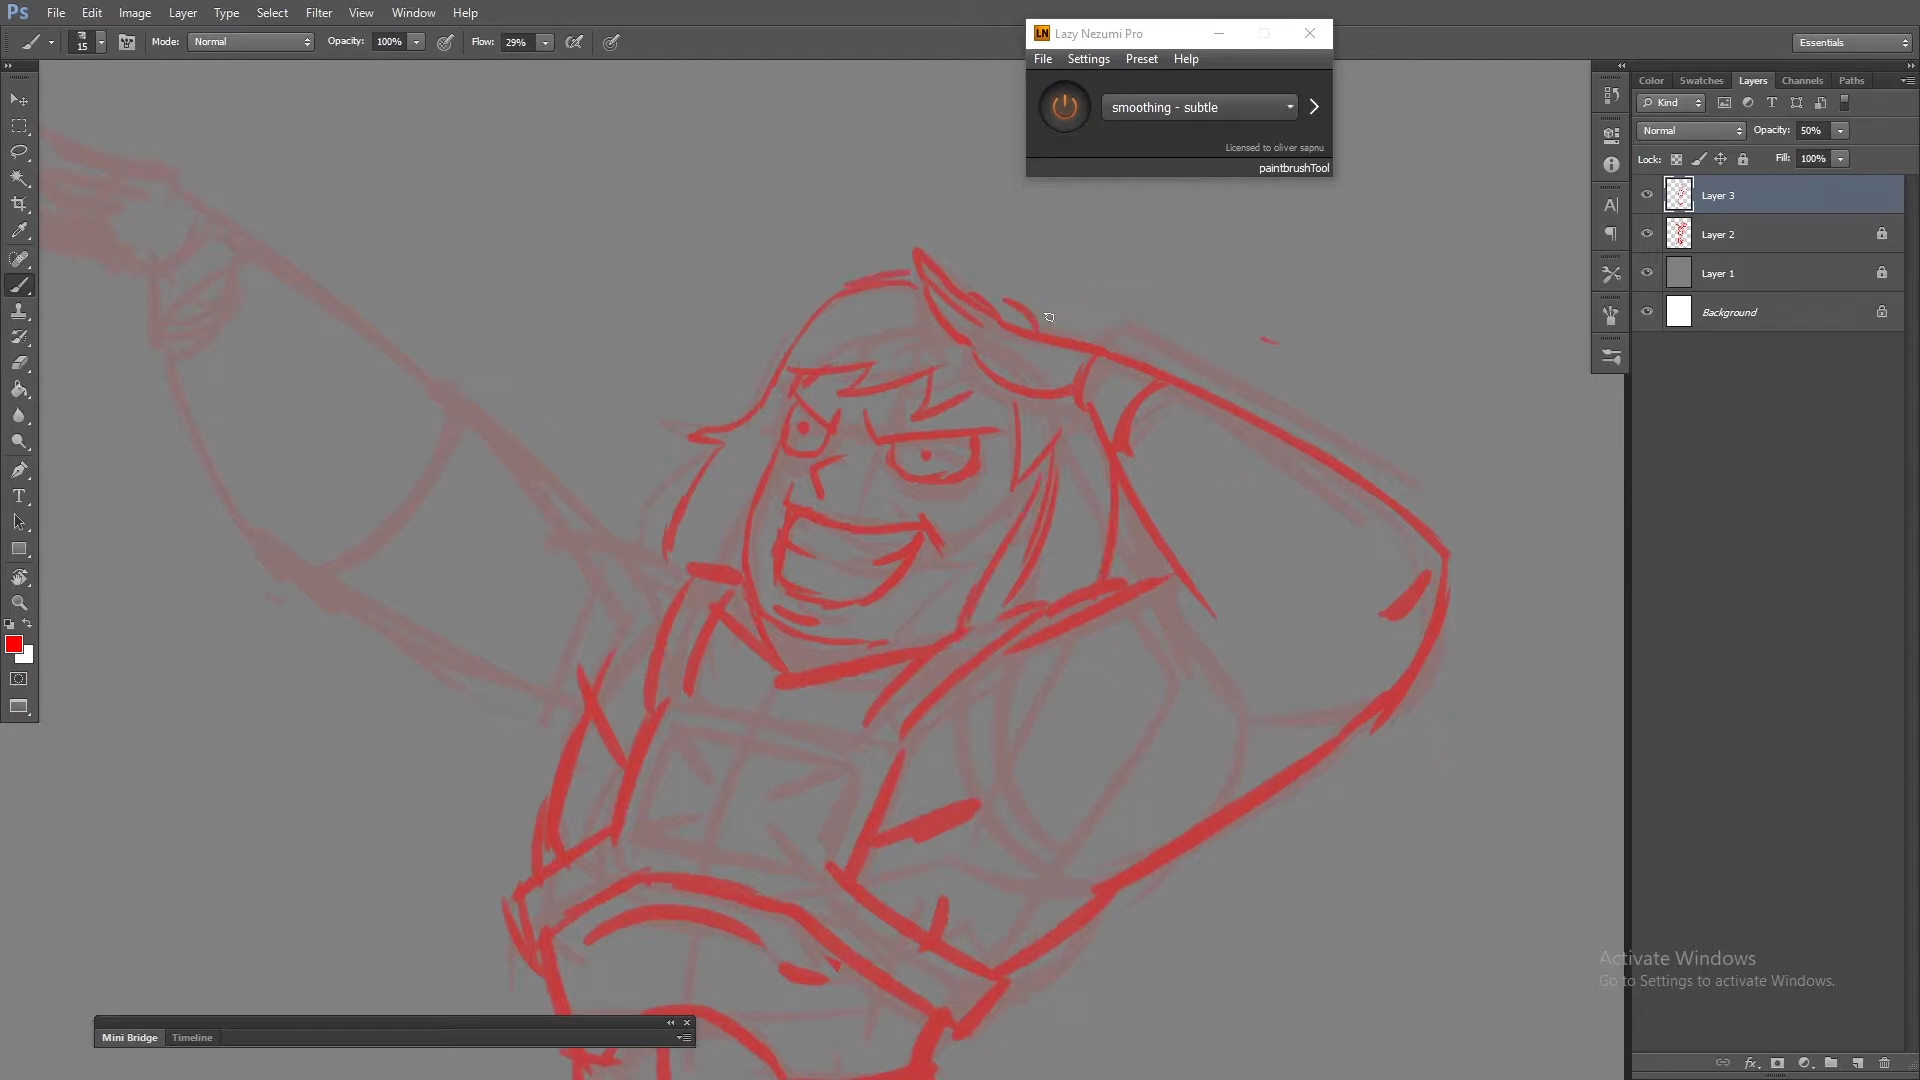 Ps File Edit Image Layer Type Select Filter View Window Help
15 Mode: Normal Opacity: 100% Flow: 29% Essentials
LN Lazy Nezumi Pro
File Settings Preset Help
smoothing - subtle
Licensed to oliver sapnu
paintbrushTool
Color Swatches Layers Channels Paths
Kind T
Normal Opacity: 50%
Lock: Fill: 100%
Layer 3
Layer 2
Layer 1
Background
A
T
Activate Windows
Go to Settings to activate Windows.
Mini Bridge Timeline
fx